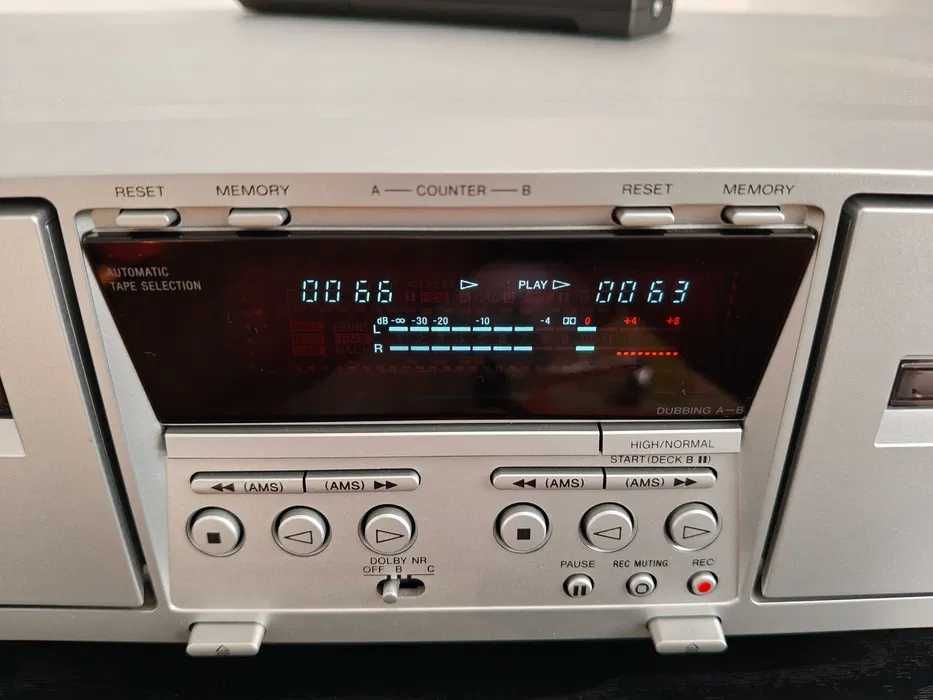 RESET MEMORY A — COUNTER — B RESET MEMORY
AUTOMATIC
TAPE SELECTION
0066 PLAY 0063
dB -∞ -30 -20 -10 -4 0 +4 +8
L
R
DUBBING A—B
HIGH/NORMAL
START (DECK B II)
◀◀ (AMS) (AMS) ▶▶ ◀◀ (AMS) (AMS) ▶▶
DOLBY NR
OFF B C
PAUSE REC MUTING REC